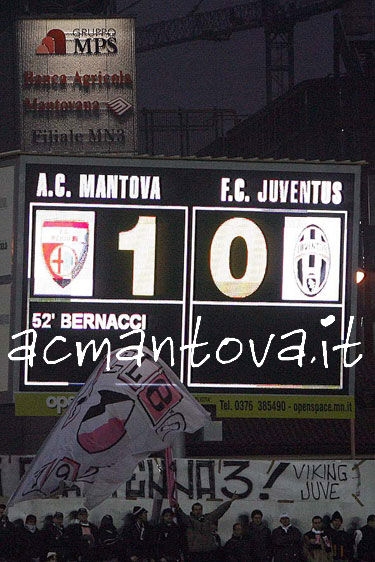 GRUPPO
MPS
Banca Agricola
Mantovana
Filiale MN3
A.C. MANTOVA
F.C. JUVENTUS
1
0
52' BERNACCI
acmantova.it
Tel. 0376 385490 - openspace.mn.it
3!
VIKING
JUVE